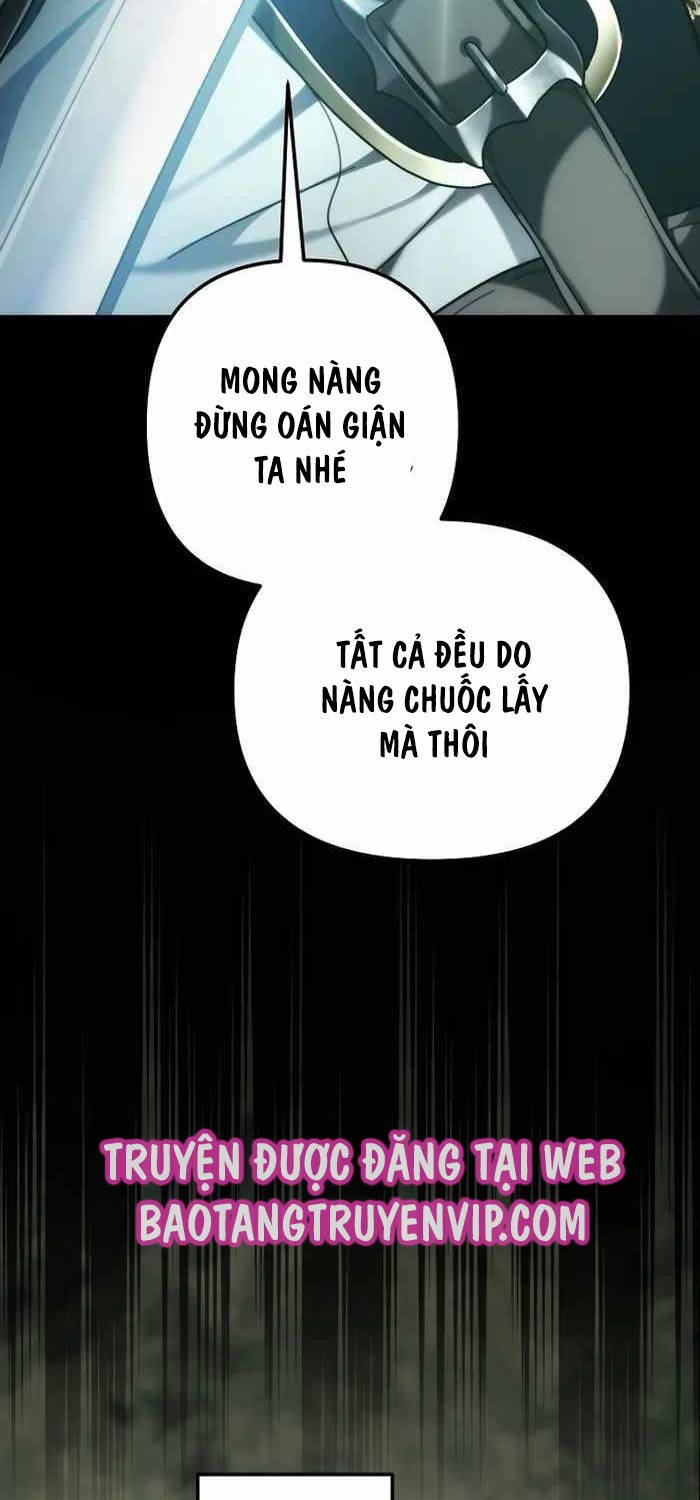 MONG NÀNG
ĐỪNG OÁN GIẬN
TA NHÉ
TẤT CẢ ĐỀU DO
NÀNG CHUỐC LẤY
MÀ THÔI
TRUYỆN ĐƯỢC ĐĂNG TẠI WEB
BAOTANGTRUYENVIP.COM